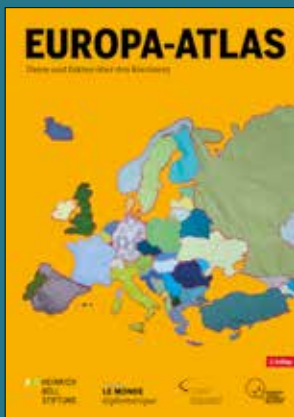 EUROPA-ATLAS
Daten und Fakten über den Kontinent
HEINRICH
BÖLL
STIFTUNG
LE MONDE
diplomatique